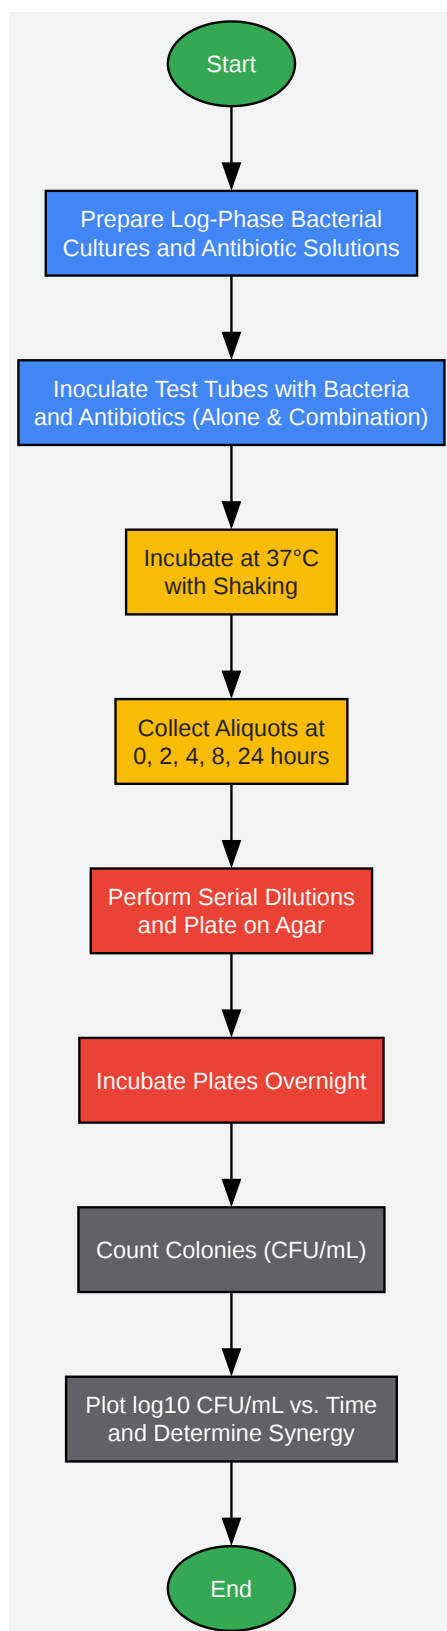 Start
Prepare Log-Phase Bacterial
Cultures and Antibiotic Solutions
Inoculate Test Tubes with Bacteria
and Antibiotics (Alone & Combination)
Incubate at 37°C
with Shaking
Collect Aliquots at
0, 2, 4, 8, 24 hours
Perform Serial Dilutions
and Plate on Agar
Incubate Plates Overnight
Count Colonies (CFU/mL)
Plot log10 CFU/mL vs. Time
and Determine Synergy
End